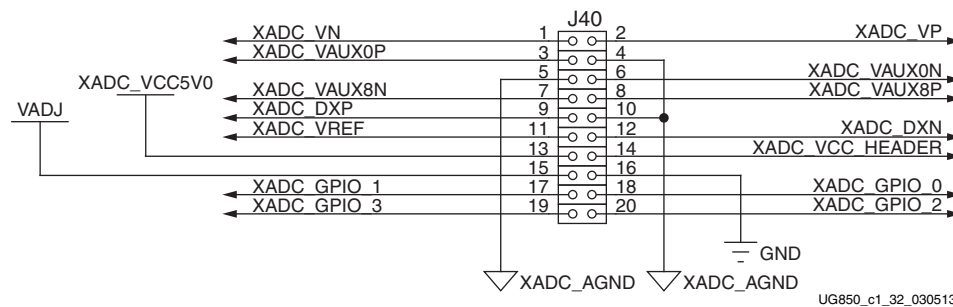 J40
XADC_VN 1 2 XADC_VP
XADC_VAUX0P 3 4
5 6 XADC_VAUX0N
XADC_VCC5V0
XADC_VAUX8N 7 8 XADC_VAUX8P
VADJ
XADC_DXP 9 10
XADC_VREF 11 12 XADC_DXN
13 14 XADC_VCC_HEADER
15 16
XADC_GPIO_1 17 18 XADC_GPIO_0
XADC_GPIO_3 19 20 XADC_GPIO_2
GND
XADC_AGND XADC_AGND
UG850_c1_32_030513